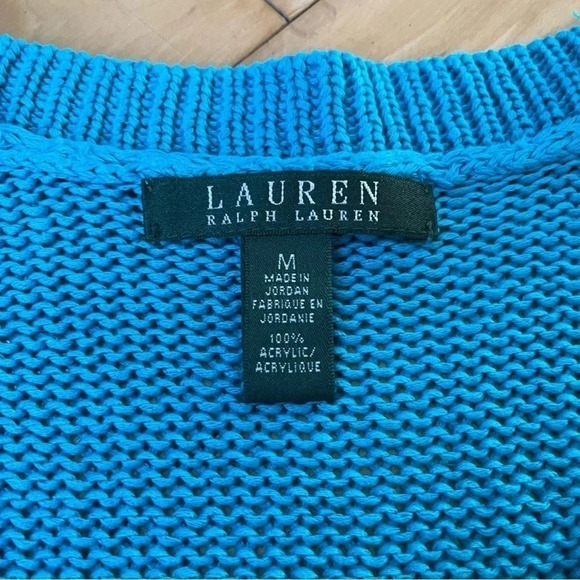 LAUREN
RALPH LAUREN
M
MADE IN
JORDAN
FABRIQUE EN
JORDANIE
100%
ACRYLIC/
ACRYLIQUE